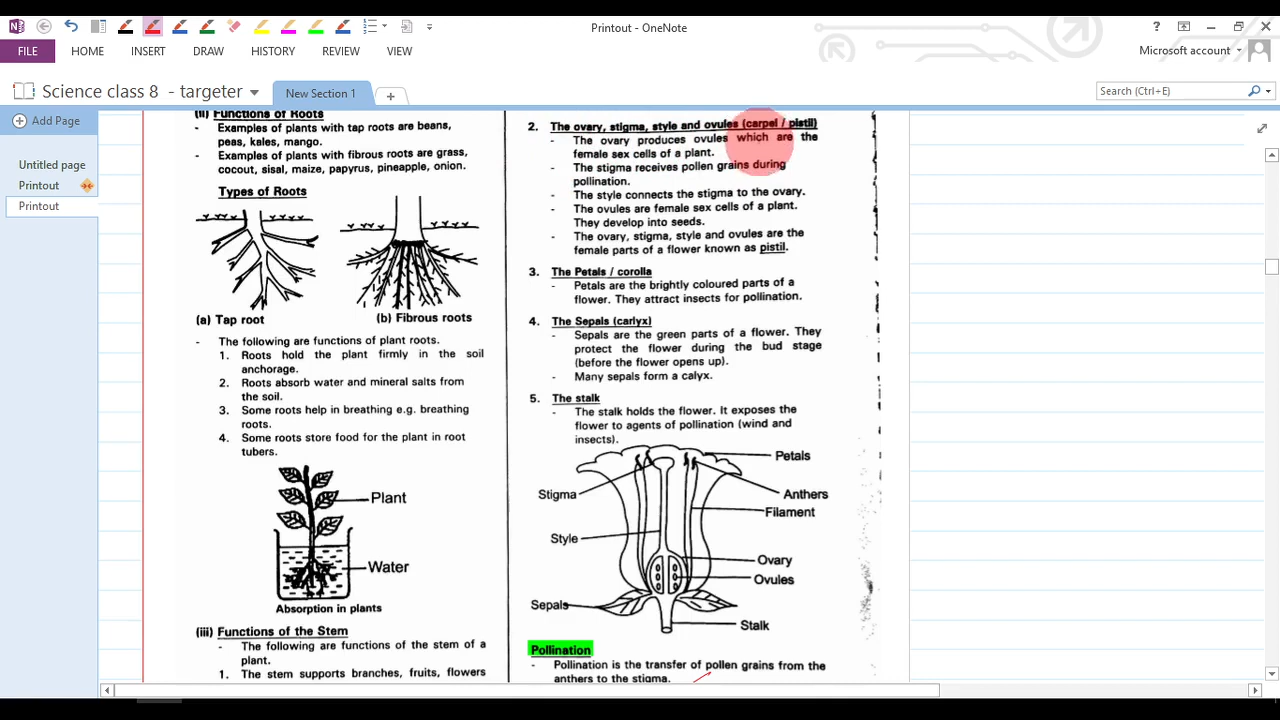 Printout - OneNote
?
FILE
HOME
INSERT
DRAW
HISTORY
REVIEW
VIEW
Microsoft account
Science class 8 - targeter
New Section 1
+
Search (Ctrl+E)
Add Page
Untitled page
Printout
Printout
(ii) Functions of Roots
- Examples of plants with tap roots are beans,
peas, kales, mango.
- Examples of plants with fibrous roots are grass,
cocout, sisal, maize, papyrus, pineapple, onion.
Types of Roots
(a) Tap root
(b) Fibrous roots
- The following are functions of plant roots.
1. Roots hold the plant firmly in the soil
anchorage.
2. Roots absorb water and mineral salts from
the soil.
3. Some roots help in breathing e.g. breathing
roots.
4. Some roots store food for the plant in root
tubers.
Plant
Water
Absorption in plants
(iii) Functions of the Stem
- The following are functions of the stem of a
plant.
1. The stem supports branches, fruits, flowers
2. The ovary, stigma, style and ovules (carpel / pistil)
- The ovary produces ovules which are the
female sex cells of a plant.
- The stigma receives pollen grains during
pollination.
- The style connects the stigma to the ovary.
- The ovules are female sex cells of a plant.
They develop into seeds.
- The ovary, stigma, style and ovules are the
female parts of a flower known as pistil.
3. The Petals / corolla
- Petals are the brightly coloured parts of a
flower. They attract insects for pollination.
4. The Sepals (carlyx)
- Sepals are the green parts of a flower. They
protect the flower during the bud stage
(before the flower opens up).
- Many sepals form a calyx.
5. The stalk
- The stalk holds the flower. It exposes the
flower to agents of pollination (wind and
insects).
Petals
Stigma
Anthers
Filament
Style
Ovary
Ovules
Sepals
Stalk
Pollination
- Pollination is the transfer of pollen grains from the
anthers to the stigma.